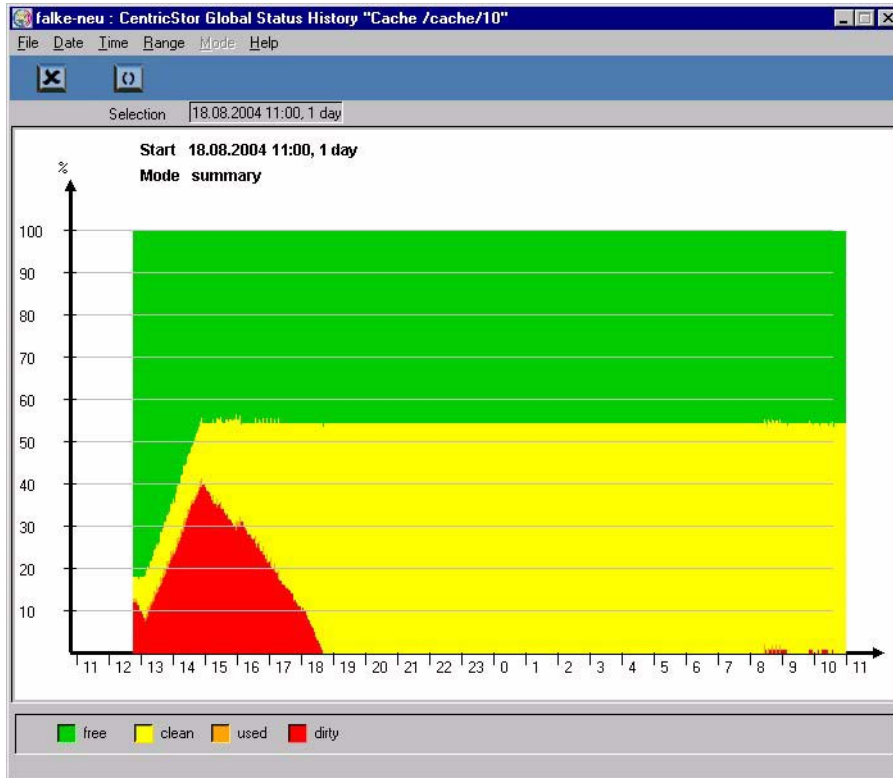 falke-neu : CentricStor Global Status History "Cache /cache/10"
File Date Time Range Mode Help
Selection 18.08.2004 11:00, 1 day
Start 18.08.2004 11:00, 1 day
Mode summary
%
100
90
80
70
60
50
40
30
20
10
11 12 13 14 15 16 17 18 19 20 21 22 23 0 1 2 3 4 5 6 7 8 9 10 11
free clean used dirty